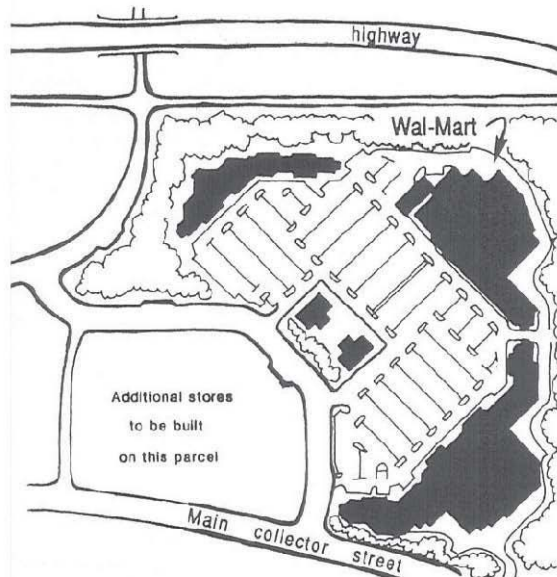 highway
Wal-Mart
Additional stores
to be built
on this parcel
Main collector street